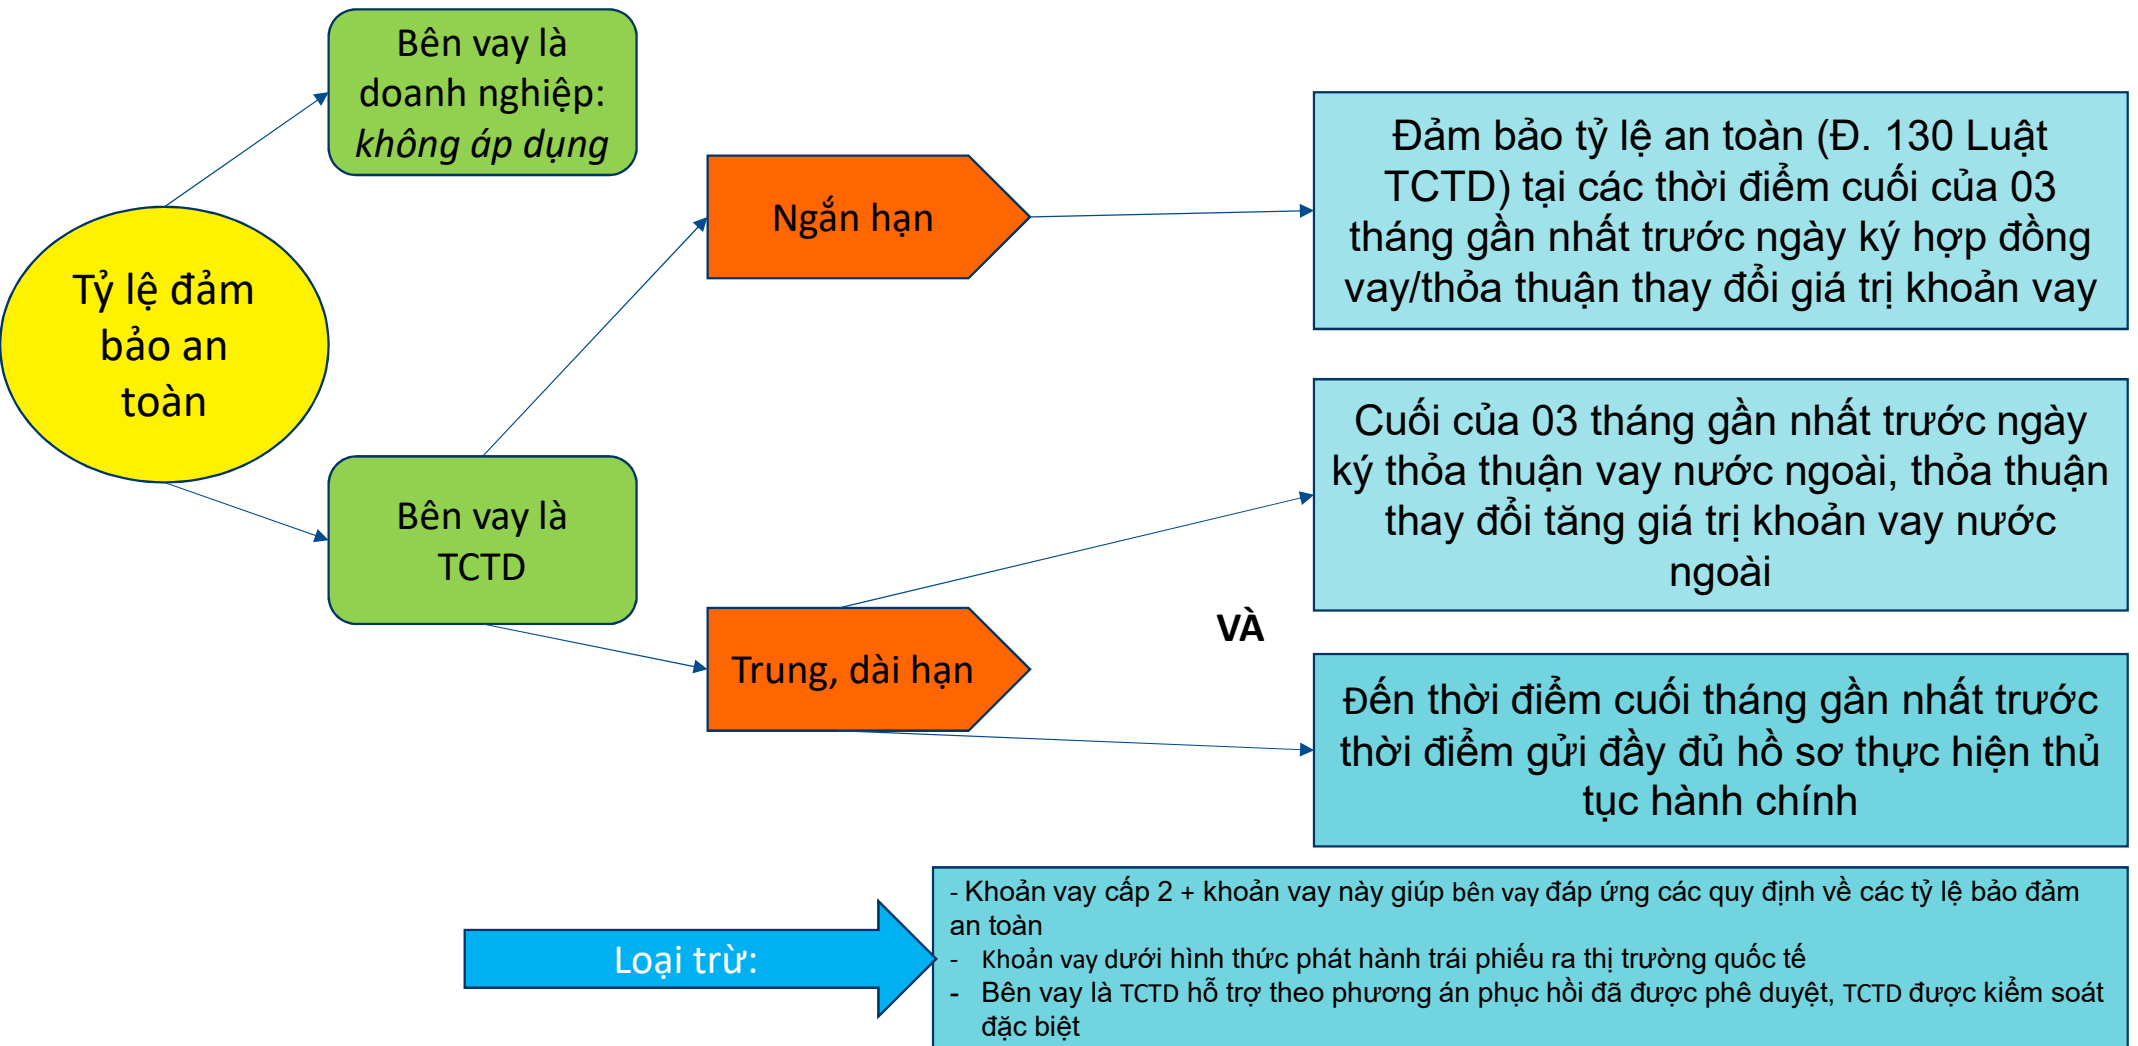 Bên vay là
doanh nghiệp:
không áp dụng
Tỷ lệ đảm
bảo an
toàn
Bên vay là
TCTD
Ngắn hạn
Trung, dài hạn
Đảm bảo tỷ lệ an toàn (Đ. 130 Luật
TCTD) tại các thời điểm cuối của 03
tháng gần nhất trước ngày ký hợp đồng
vay/thỏa thuận thay đổi giá trị khoản vay
Cuối của 03 tháng gần nhất trước ngày
ký thỏa thuận vay nước ngoài, thỏa thuận
thay đổi tăng giá trị khoản vay nước
ngoài
VÀ
Đến thời điểm cuối tháng gần nhất trước
thời điểm gửi đầy đủ hồ sơ thực hiện thủ
tục hành chính
Loại trừ:
- Khoản vay cấp 2 + khoản vay này giúp bên vay đáp ứng các quy định về các tỷ lệ bảo đảm
an toàn
- Khoản vay dưới hình thức phát hành trái phiếu ra thị trường quốc tế
- Bên vay là TCTD hỗ trợ theo phương án phục hồi đã được phê duyệt, TCTD được kiểm soát
đặc biệt